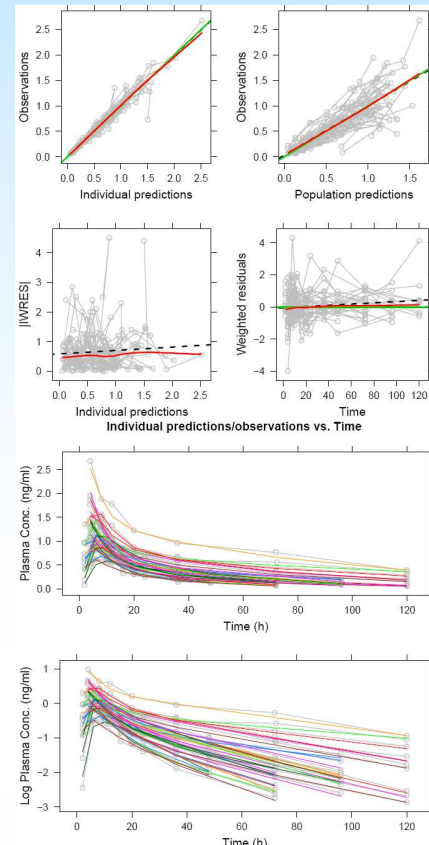 Observations
2.5
2.0
1.5
1.0
0.5
0.0
0.0 0.5 1.0 1.5 2.0 2.5
Individual predictions
Observations
2.5
2.0
1.5
1.0
0.5
0.0
0.0 0.5 1.0 1.5
Population predictions
|IWRES|
4
3
2
1
0
0.0 0.5 1.0 1.5 2.0 2.5
Individual predictions
Weighted residuals
4
2
0
−2
−4
0 20 40 60 80 100 120
Time
Individual predictions/observations vs. Time
Plasma Conc. (ng/ml)
2.5
2.0
1.5
1.0
0.5
0.0
0 20 40 60 80 100 120
Time (h)
Log Plasma Conc. (ng/ml)
1
0
−1
−2
−3
0 20 40 60 80 100 120
Time (h)